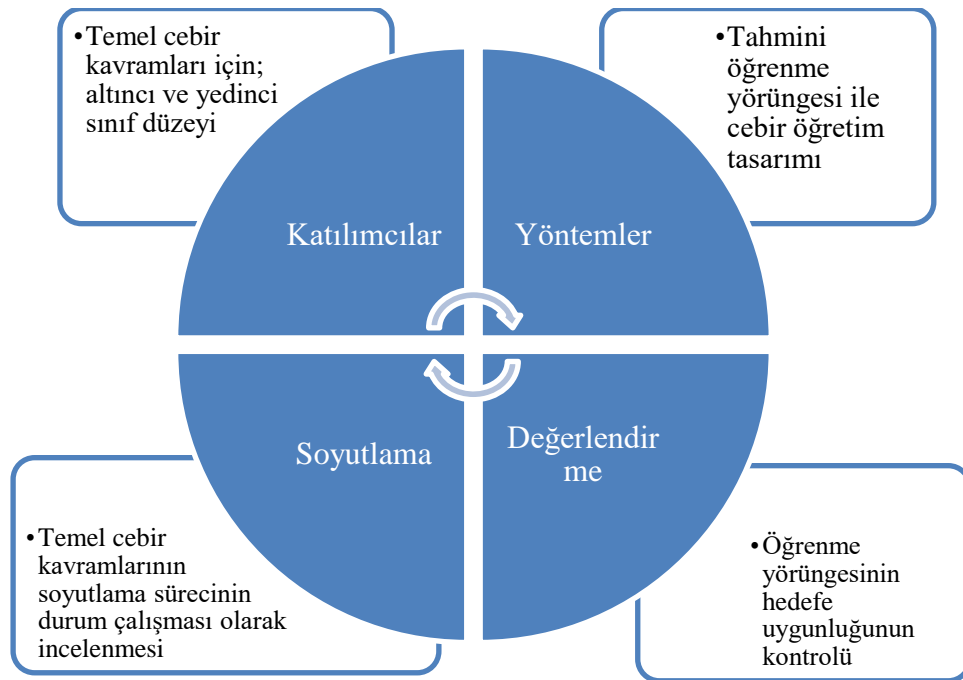 •Temel cebir
kavramları için;
altıncı ve yedinci
sınıf düzeyi
•Tahmini
öğrenme
yörüngesi ile
cebir öğretim
tasarımı
Katılımcılar
Yöntemler
Soyutlama
Değerlendir
me
•Temel cebir
kavramlarının
soyutlama sürecinin
durum çalışması olarak
incelenmesi
•Öğrenme
yörüngesinin
hedefe
uygunluğunun
kontrolü